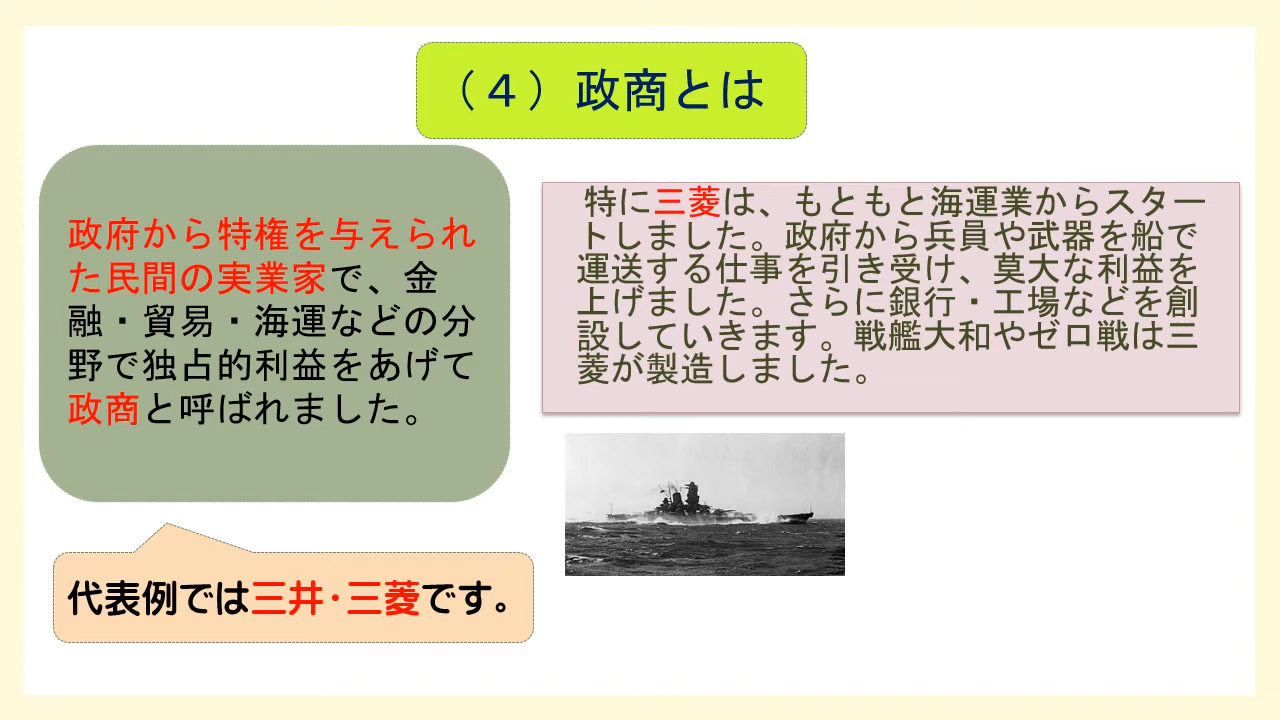 （４）政商とは
政府から特権を与えられ
た民間の実業家で、金
融・貿易・海運などの分
野で独占的利益をあげて
政商と呼ばれました。
代表例では三井･三菱です。
特に三菱は、もともと海運業からスター
トしました。政府から兵員や武器を船で
運送する仕事を引き受け、莫大な利益を
上げました。さらに銀行・工場などを創
設していきます。戦艦大和やゼロ戦は三
菱が製造しました。